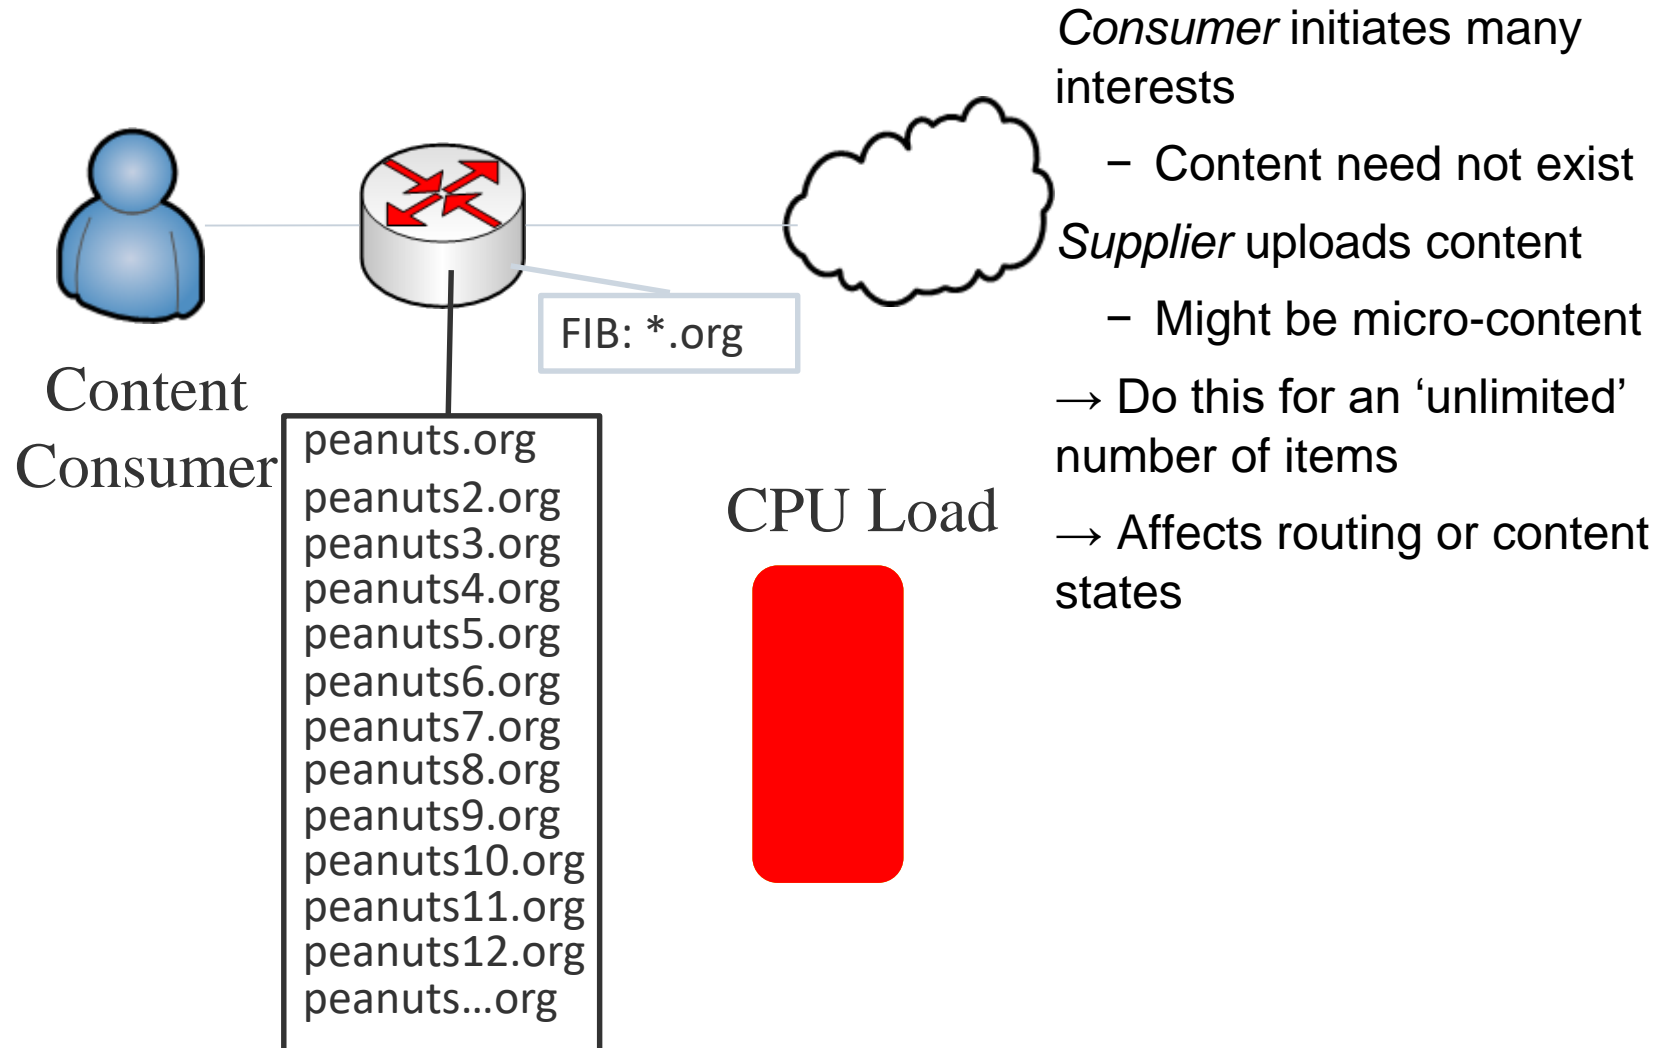 Consumer initiates many
interests
− Content need not exist
Supplier uploads content
− Might be micro-content
→ Do this for an ‘unlimited’
number of items
→ Affects routing or content
states
FIB: *.org
Content
Consumer
peanuts.org
peanuts2.org
peanuts3.org
peanuts4.org
peanuts5.org
peanuts6.org
peanuts7.org
peanuts8.org
peanuts9.org
peanuts10.org
peanuts11.org
peanuts12.org
peanuts...org
CPU Load